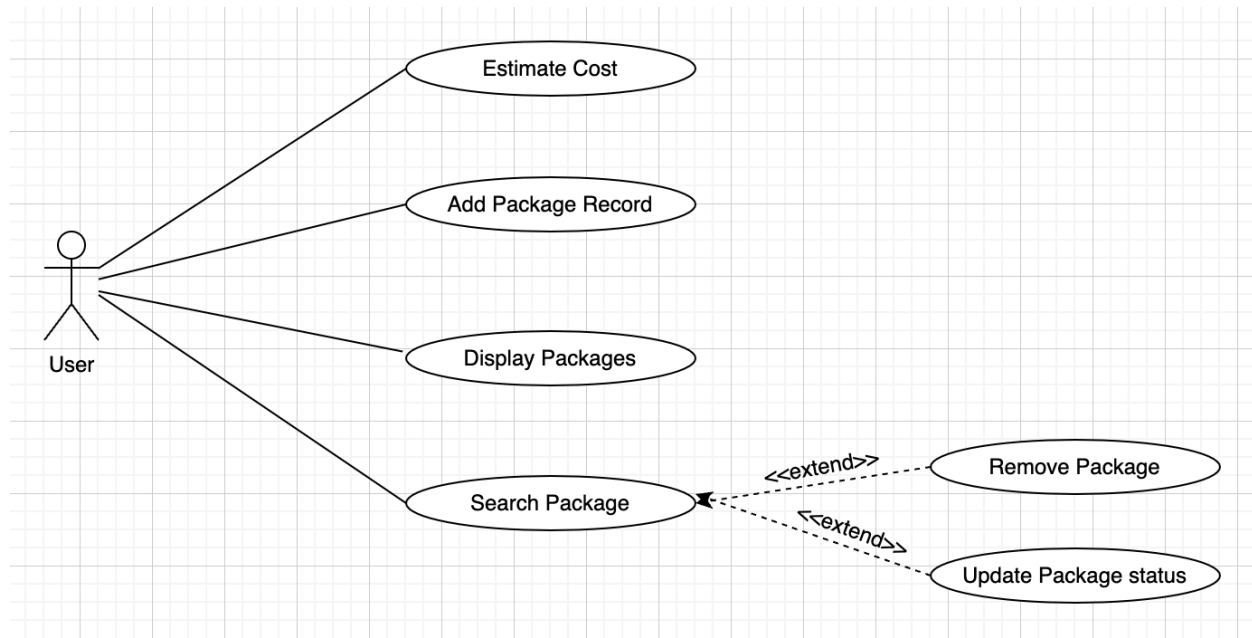 Estimate Cost
Add Package Record
User
Display Packages
Search Package
<<extend>>
Remove Package
<<extend>>
Update Package status